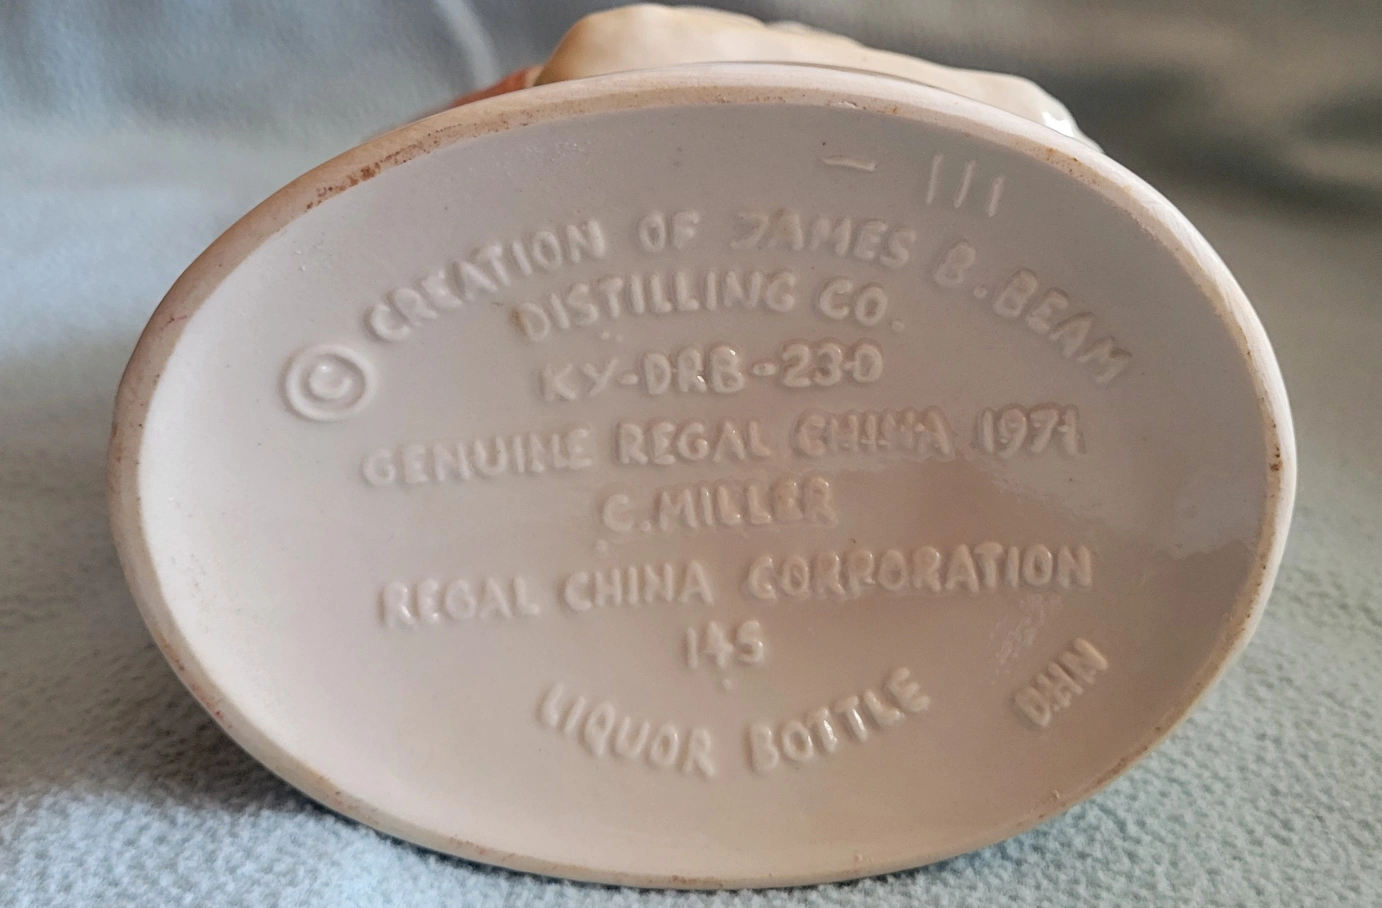 — 111
© CREATION OF JAMES B. BEAM
DISTILLING CO.
KY-DRB-230
GENUINE REGAL CHINA 1971
C. MILLER
REGAL CHINA CORPORATION
145
LIQUOR BOTTLE
DHN